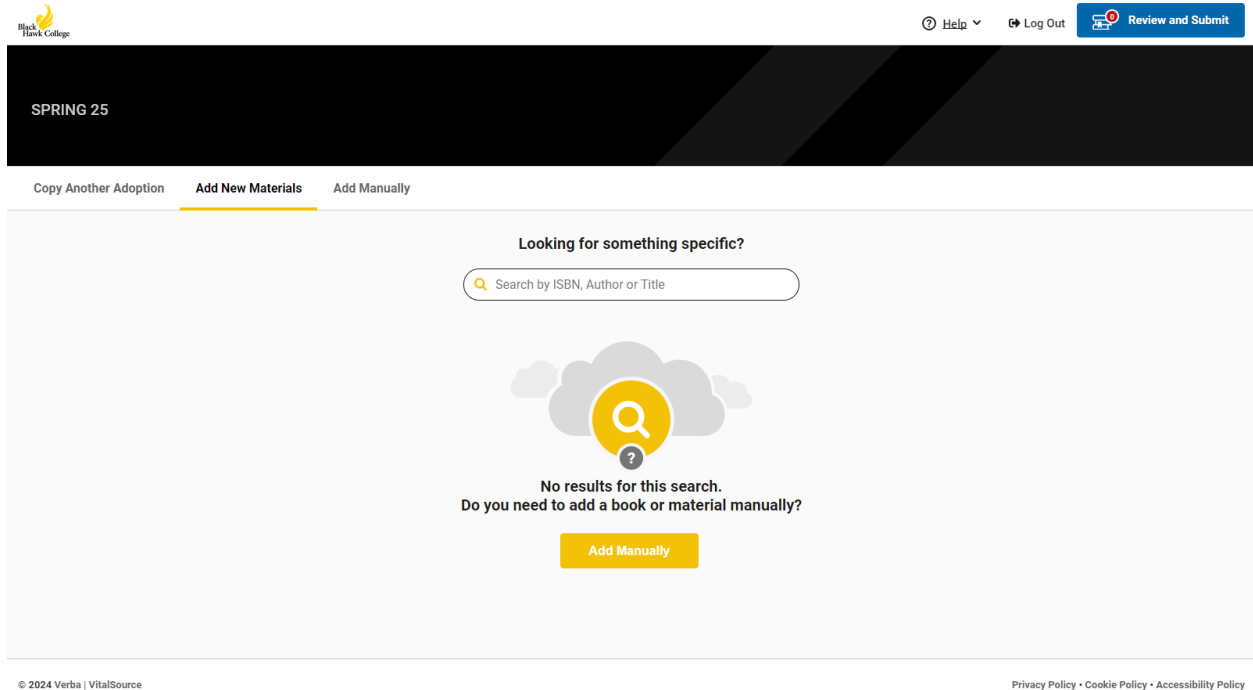 Black
Hawk College
Help
Log Out
0
Review and Submit
SPRING 25
Copy Another Adoption
Add New Materials
Add Manually
Looking for something specific?
Search by ISBN, Author or Title
?
No results for this search.
Do you need to add a book or material manually?
Add Manually
© 2024 Verba | VitalSource
Privacy Policy • Cookie Policy • Accessibility Policy